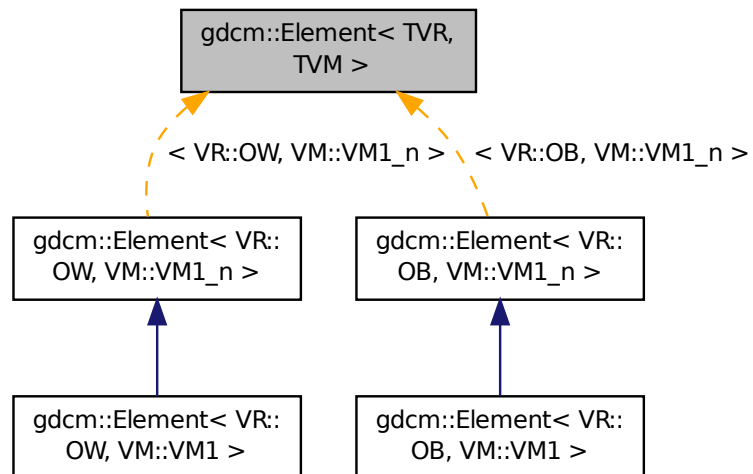 gdcm::Element< TVR,
TVM >
< VR::OW, VM::VM1_n >
< VR::OB, VM::VM1_n >
gdcm::Element< VR::
OW, VM::VM1_n >
gdcm::Element< VR::
OB, VM::VM1_n >
gdcm::Element< VR::
OW, VM::VM1 >
gdcm::Element< VR::
OB, VM::VM1 >